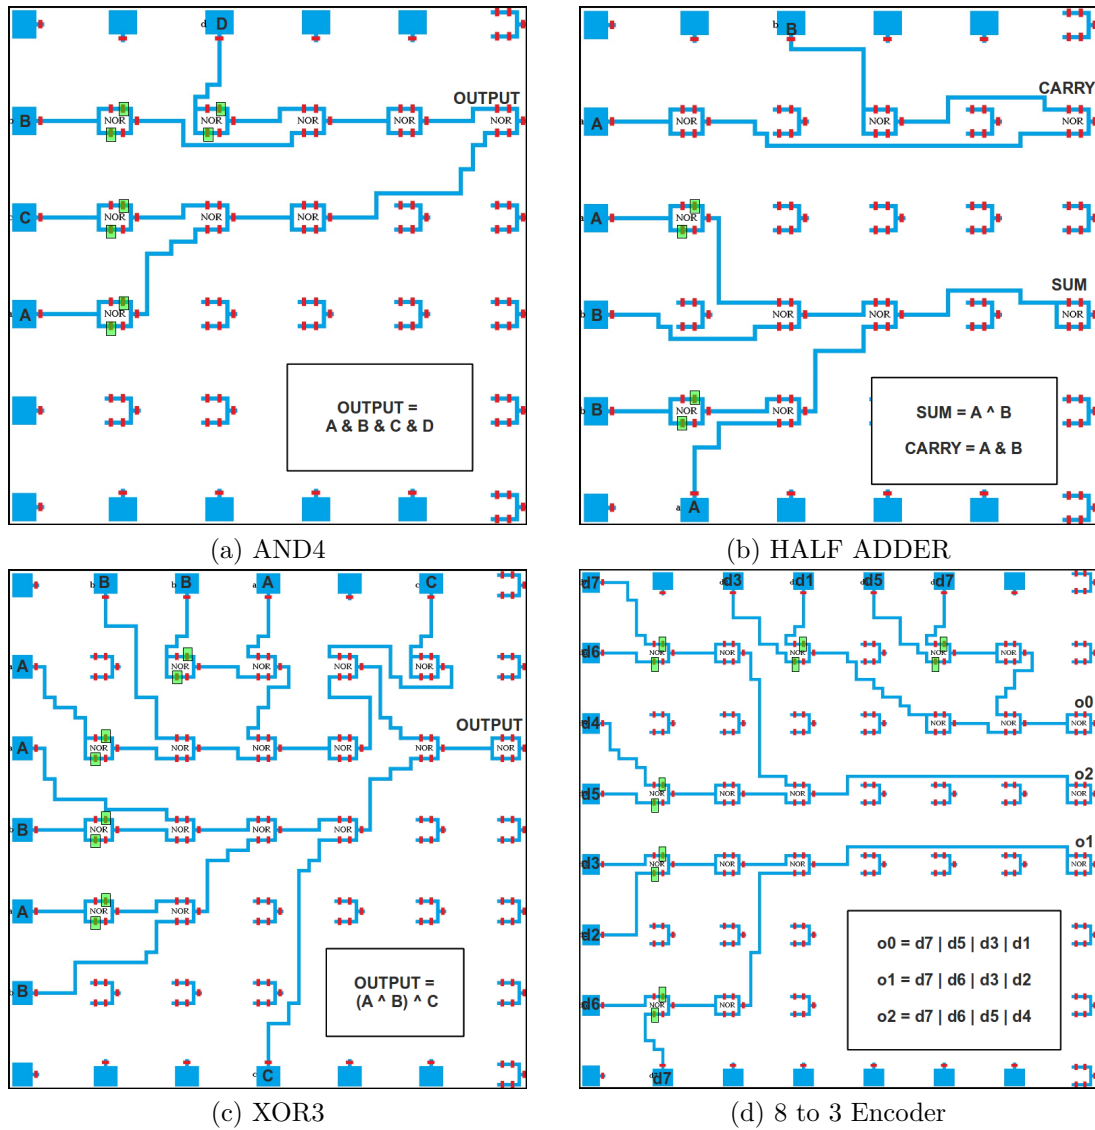 d D
OUTPUT
b B NOR NOR NOR NOR NOR
c C NOR NOR NOR
a A NOR
OUTPUT =
A & B & C & D
(a) AND4
b B
CARRY
a A NOR NOR NOR
a A NOR
SUM
b B NOR NOR NOR
b B NOR NOR
SUM = A ^ B
CARRY = A & B
a A
(b) HALF ADDER
b B b B a A c C
a A NOR NOR NOR NOR
OUTPUT
a A NOR NOR NOR NOR NOR NOR
b B NOR NOR NOR NOR
a A NOR NOR
b B
OUTPUT =
(A ^ B) ^ C
c C
(c) XOR3
d7 d3 d1 d5 d7
d6 NOR NOR NOR NOR NOR
o0
d4 NOR NOR NOR
o2
d5 NOR NOR NOR NOR
o1
d3 NOR NOR NOR NOR
d2
o0 = d7 | d5 | d3 | d1
o1 = d7 | d6 | d3 | d2
d6 NOR NOR
o2 = d7 | d6 | d5 | d4
d7
(d) 8 to 3 Encoder